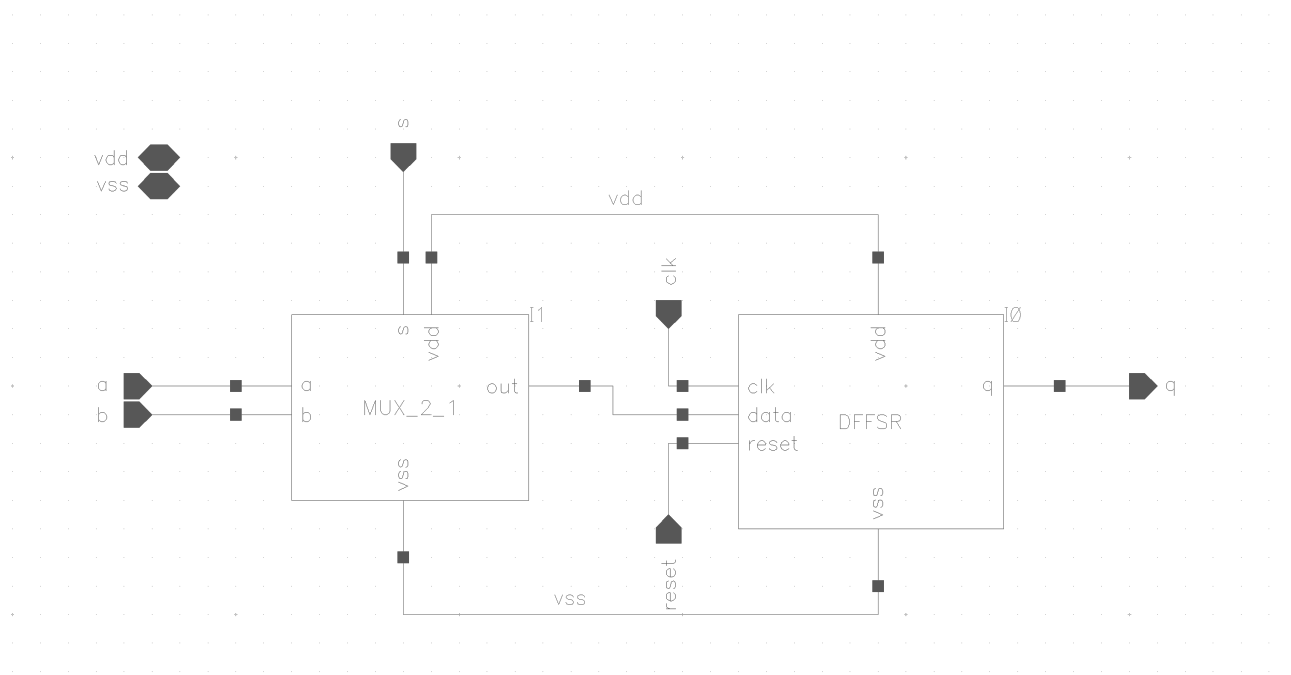 s
vdd
vss
vdd
clk
I1
I0
s
vdd
vdd
a
a
out
clk
q
q
MUX_2_1
b
b
data
DFFSR
reset
vss
vss
reset
vss